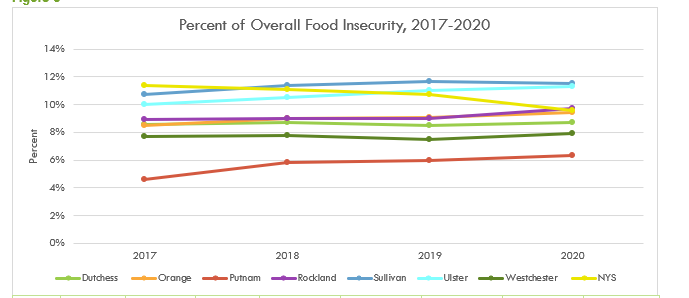 Percent of Overall Food Insecurity, 2017-2020
14%
12%
10%
8%
6%
4%
2%
0%
Percent
2017 2018 2019 2020
Dutchess Orange Putnam Rockland Sullivan Ulster Westchester NYS